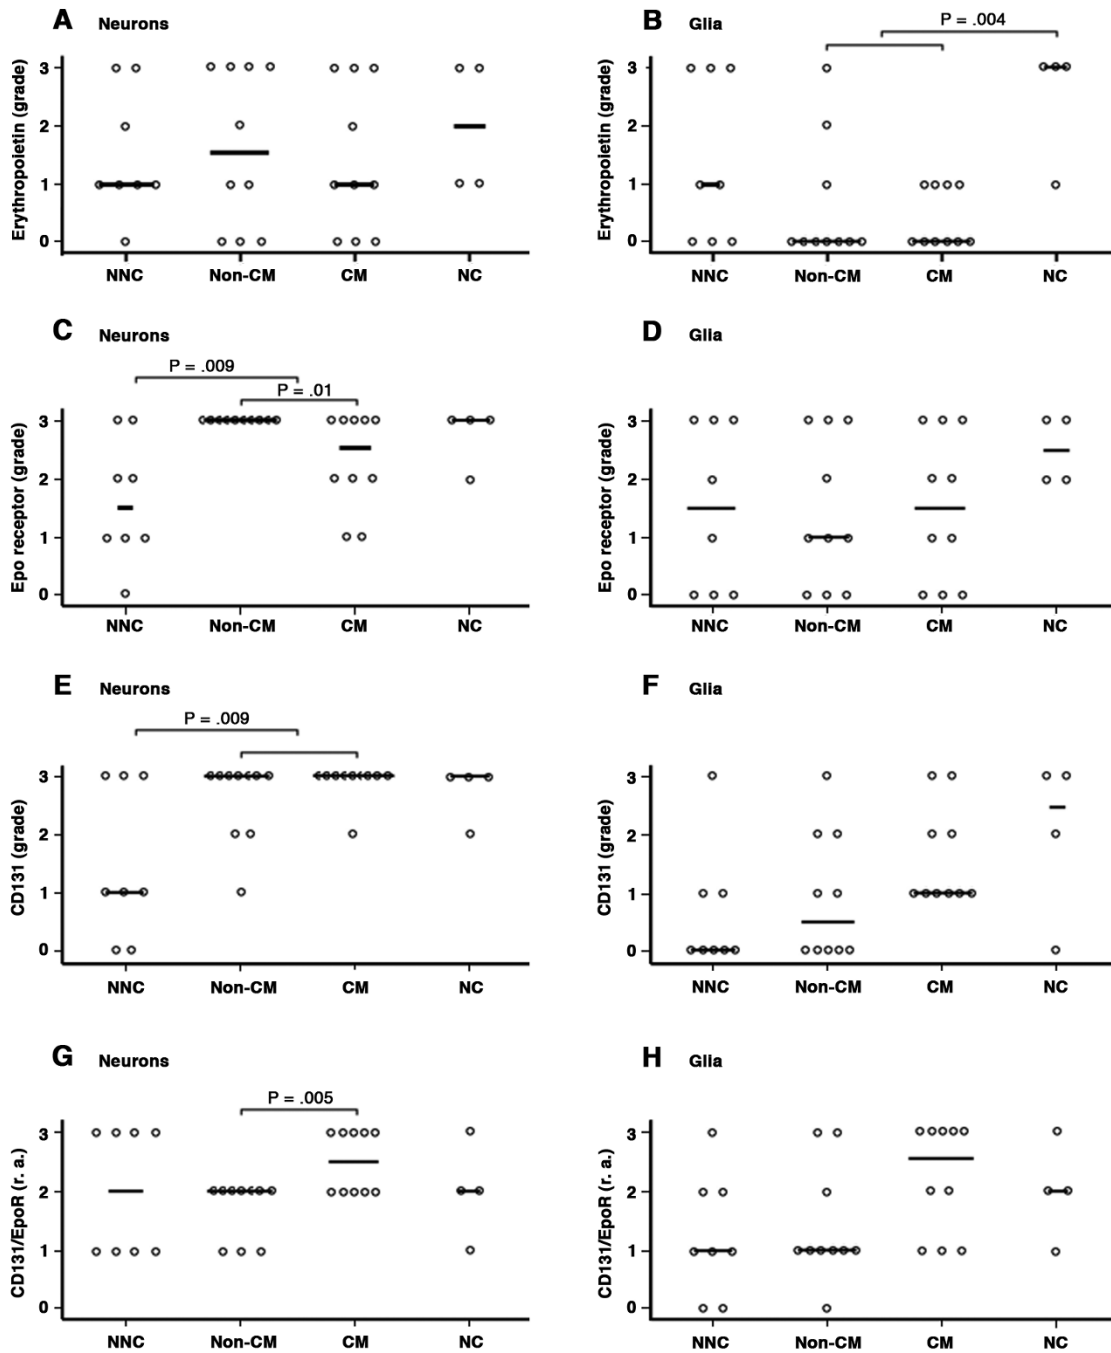 A Neurons
Erythropoietin (grade)
3
2
1
0
NNC Non-CM CM NC
B Glia
P = .004
Erythropoietin (grade)
3
2
1
0
NNC Non-CM CM NC
C Neurons
P = .009
P = .01
Epo receptor (grade)
3
2
1
0
NNC Non-CM CM NC
D Glia
Epo receptor (grade)
3
2
1
0
NNC Non-CM CM NC
E Neurons
P = .009
CD131 (grade)
3
2
1
0
NNC Non-CM CM NC
F Glia
CD131 (grade)
3
2
1
0
NNC Non-CM CM NC
G Neurons
P = .005
CD131/EpoR (r. a.)
3
2
1
0
NNC Non-CM CM NC
H Glia
CD131/EpoR (r. a.)
3
2
1
0
NNC Non-CM CM NC